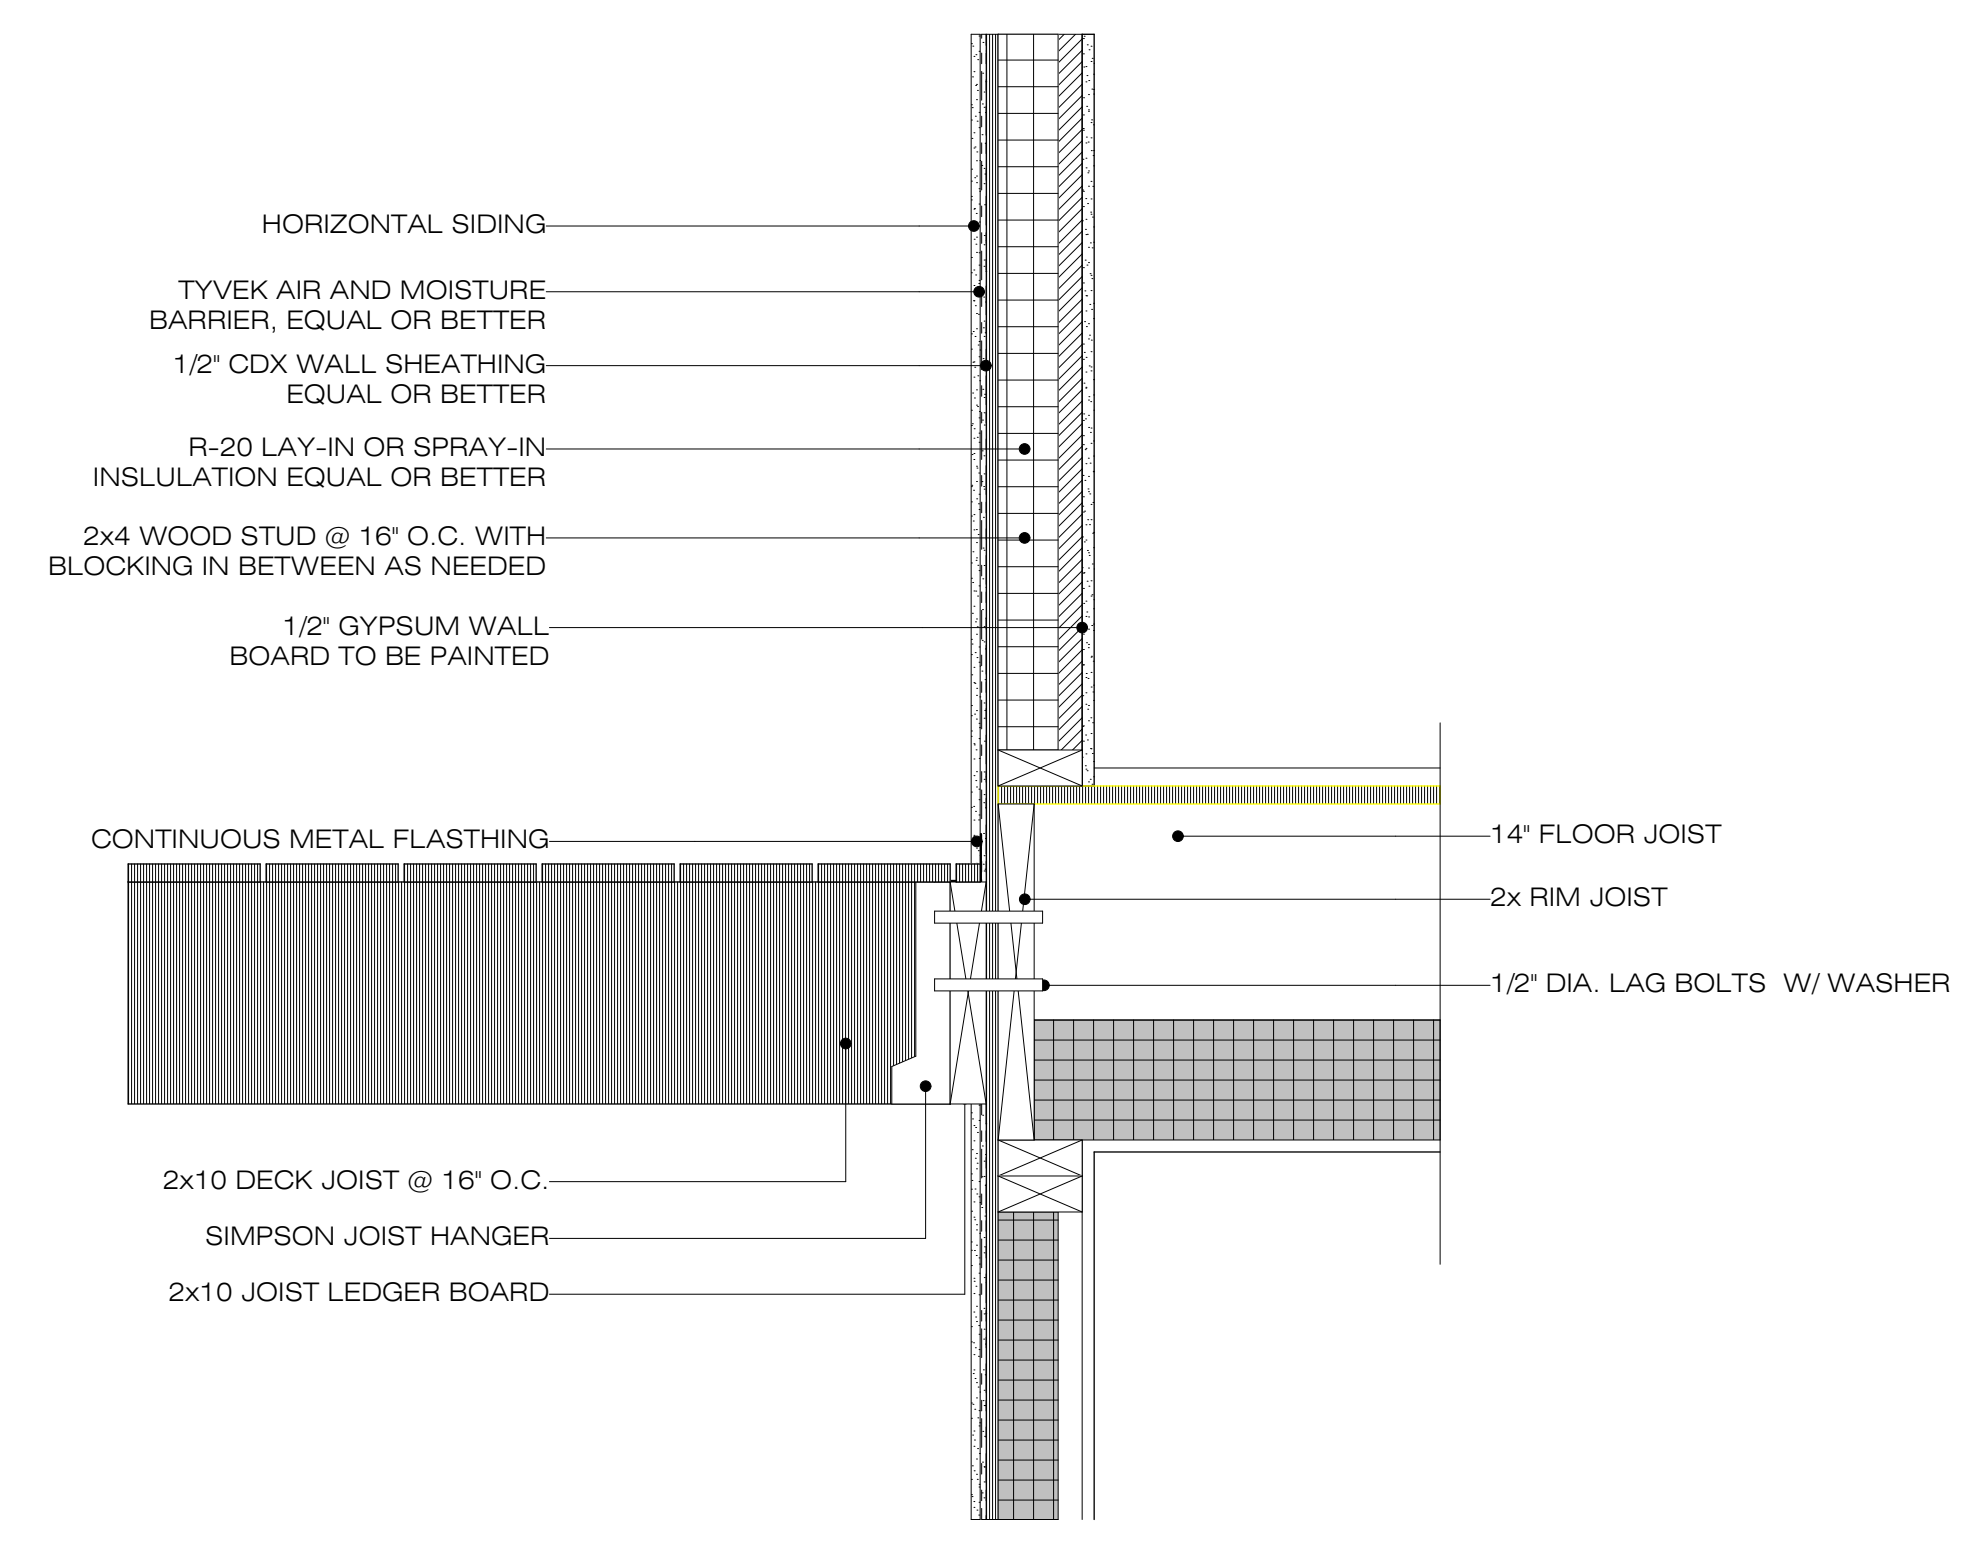 HORIZONTAL SIDING
TYVEK AIR AND MOISTURE
BARRIER, EQUAL OR BETTER
1/2" CDX WALL SHEATHING
EQUAL OR BETTER
R-20 LAY-IN OR SPRAY-IN
INSLULATION EQUAL OR BETTER
2x4 WOOD STUD @ 16" O.C. WITH
BLOCKING IN BETWEEN AS NEEDED
1/2" GYPSUM WALL
BOARD TO BE PAINTED
CONTINUOUS METAL FLASTHING
14" FLOOR JOIST
2x RIM JOIST
1/2" DIA. LAG BOLTS  W/ WASHER
2x10 DECK JOIST @ 16" O.C.
SIMPSON JOIST HANGER
2x10 JOIST LEDGER BOARD